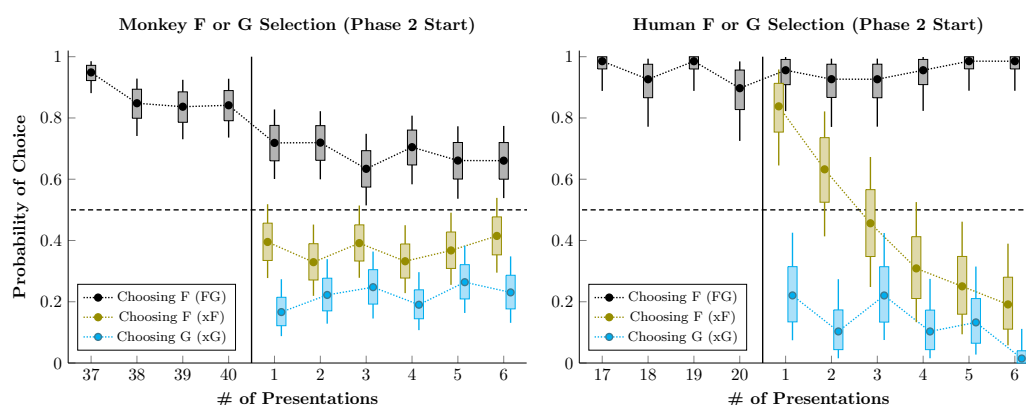 Monkey F or G Selection (Phase 2 Start)
Probability of Choice
1
0.8
0.6
0.4
0.2
0
Choosing F (FG)
Choosing F (xF)
Choosing G (xG)
37 38 39 40 1 2 3 4 5 6
# of Presentations
Human F or G Selection (Phase 2 Start)
1
0.8
0.6
0.4
0.2
0
Choosing F (FG)
Choosing F (xF)
Choosing G (xG)
17 18 19 20 1 2 3 4 5 6
# of Presentations